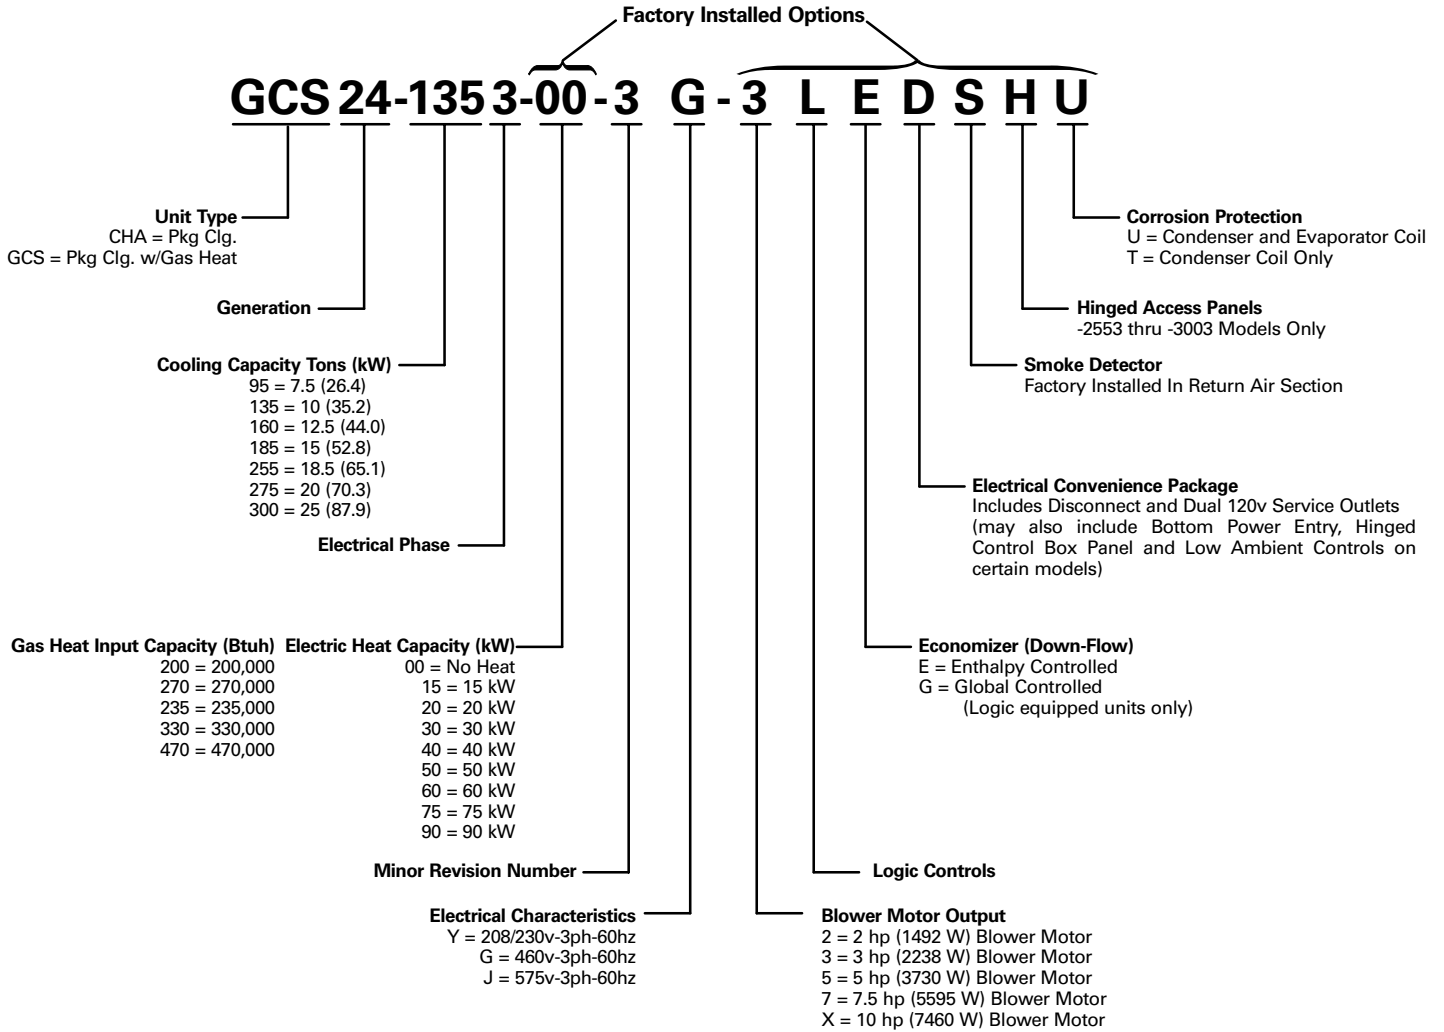 Factory Installed Options
GCS 24-135 3-00-3 G-3 L E D S H U
Unit Type
CHA = Pkg Clg.
GCS = Pkg Clg. w/Gas Heat
Generation
Cooling Capacity Tons (kW)
95 = 7.5 (26.4)
135 = 10 (35.2)
160 = 12.5 (44.0)
185 = 15 (52.8)
255 = 18.5 (65.1)
275 = 20 (70.3)
300 = 25 (87.9)
Electrical Phase
Gas Heat Input Capacity (Btuh)
200 = 200,000
270 = 270,000
235 = 235,000
330 = 330,000
470 = 470,000
Electric Heat Capacity (kW)
00 = No Heat
15 = 15 kW
20 = 20 kW
30 = 30 kW
40 = 40 kW
50 = 50 kW
60 = 60 kW
75 = 75 kW
90 = 90 kW
Minor Revision Number
Electrical Characteristics
Y = 208/230v-3ph-60hz
G = 460v-3ph-60hz
J = 575v-3ph-60hz
Corrosion Protection
U = Condenser and Evaporator Coil
T = Condenser Coil Only
Hinged Access Panels
-2553 thru -3003 Models Only
Smoke Detector
Factory Installed In Return Air Section
Electrical Convenience Package
Includes Disconnect and Dual 120v Service Outlets
(may also include Bottom Power Entry, Hinged
Control Box Panel and Low Ambient Controls on
certain models)
Economizer (Down-Flow)
E = Enthalpy Controlled
G = Global Controlled
(Logic equipped units only)
Logic Controls
Blower Motor Output
2 = 2 hp (1492 W) Blower Motor
3 = 3 hp (2238 W) Blower Motor
5 = 5 hp (3730 W) Blower Motor
7 = 7.5 hp (5595 W) Blower Motor
X = 10 hp (7460 W) Blower Motor